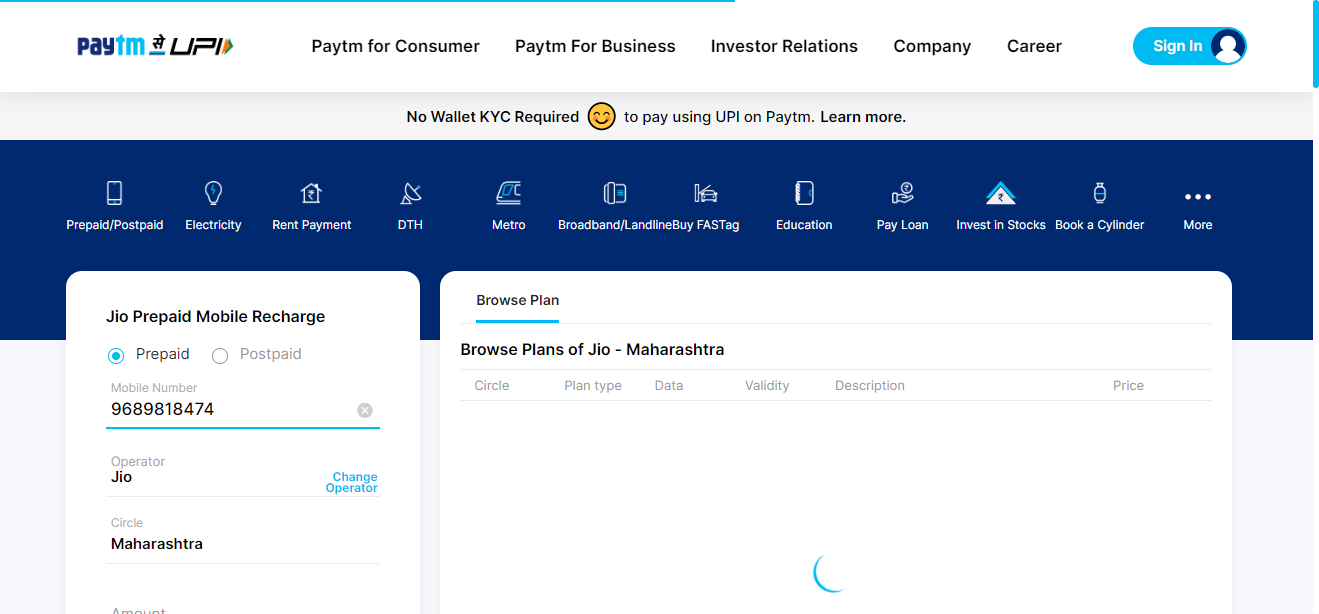 paytm से UPI
Paytm for Consumer Paytm For Business Investor Relations Company Career Sign In
No Wallet KYC Required to pay using UPI on Paytm. Learn more.
Prepaid/Postpaid Electricity Rent Payment DTH Metro Broadband/Landline Buy FASTag Education Pay Loan Invest in Stocks Book a Cylinder More
Jio Prepaid Mobile Recharge
Prepaid Postpaid
Mobile Number
9689818474
Operator
Jio
Change
Operator
Circle
Maharashtra
Amount
Browse Plan
Browse Plans of Jio - Maharashtra
Circle Plan type Data Validity Description Price